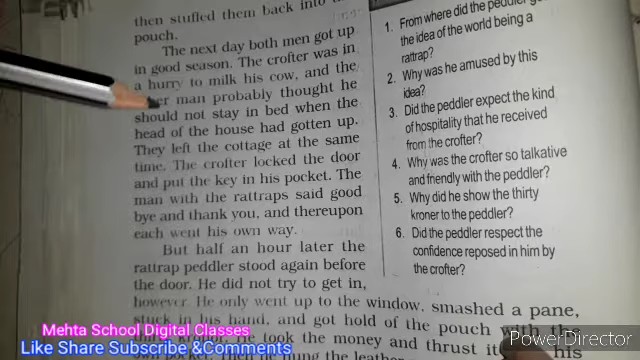 then stuffed them back into
pouch.
The next day both men got up
in good season. The crofter was in
a hurry to milk his cow, and the
man probably thought he
should not stay in bed when the
head of the house had gotten up.
They left the cottage at the same
time. The crofter locked the door
and put the key in his pocket. The
man with the rattraps said good
bye and thank you, and thereupon
each went his own way.
But half an hour later the
rattrap peddler stood again before
the door. He did not try to get in,
however. He only went up to the window, smashed a pane,
stuck in his hand, and got hold of the pouch with the
He took the money and thrust it his
hung the leather
1. From where did the peddler
the idea of the world being a
rattrap?
2. Why was he amused by this
idea?
3. Did the peddler expect the kind
of hospitality that he received
from the crofter?
4. Why was the crofter so talkative
and friendly with the peddler?
5. Why did he show the thirty
kroner to the peddler?
6. Did the peddler respect the
confidence reposed in him by
the crofter?
Mehta School Digital Classes
Like Share Subscribe &Comments
PowerDirector